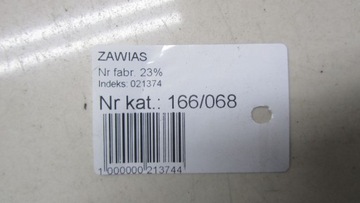 ZAWIAS
Nr fabr. 23%
Indeks: 021374
Nr kat.: 166/068
1 000000 213744